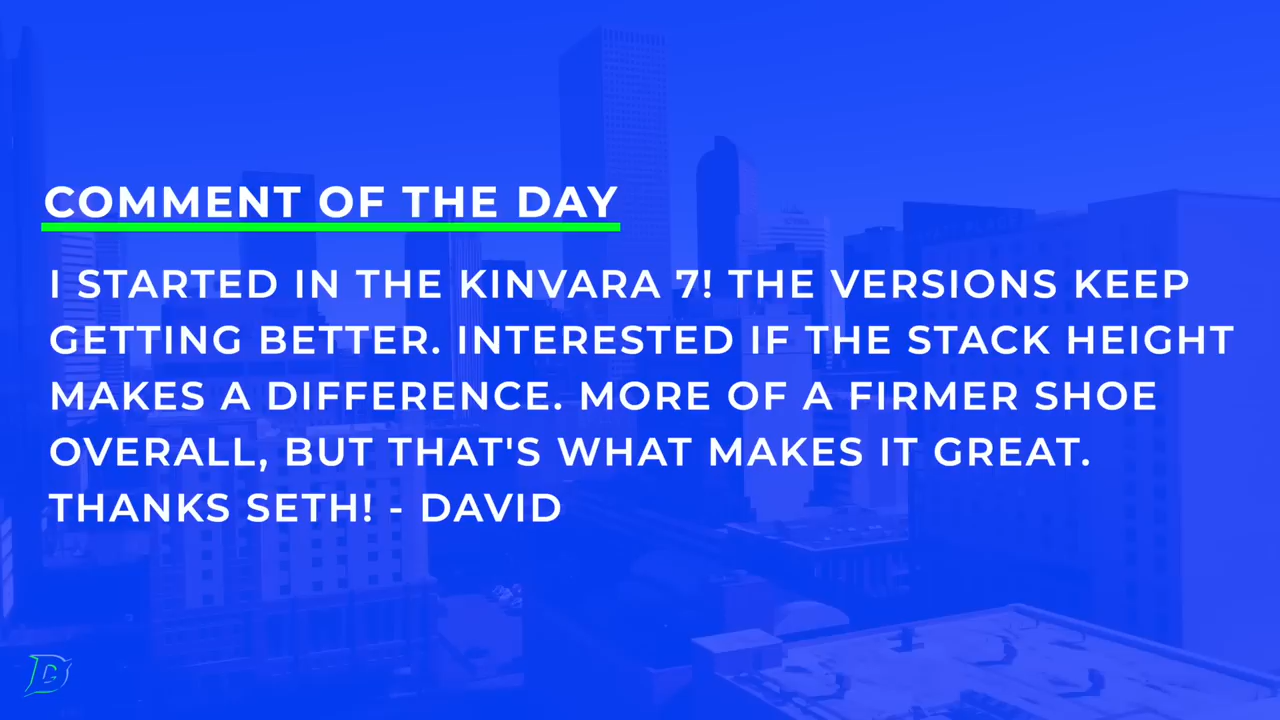 COMMENT OF THE DAY
I STARTED IN THE KINVARA 7! THE VERSIONS KEEP
GETTING BETTER. INTERESTED IF THE STACK HEIGHT
MAKES A DIFFERENCE. MORE OF A FIRMER SHOE
OVERALL, BUT THAT'S WHAT MAKES IT GREAT.
THANKS SETH! - DAVID